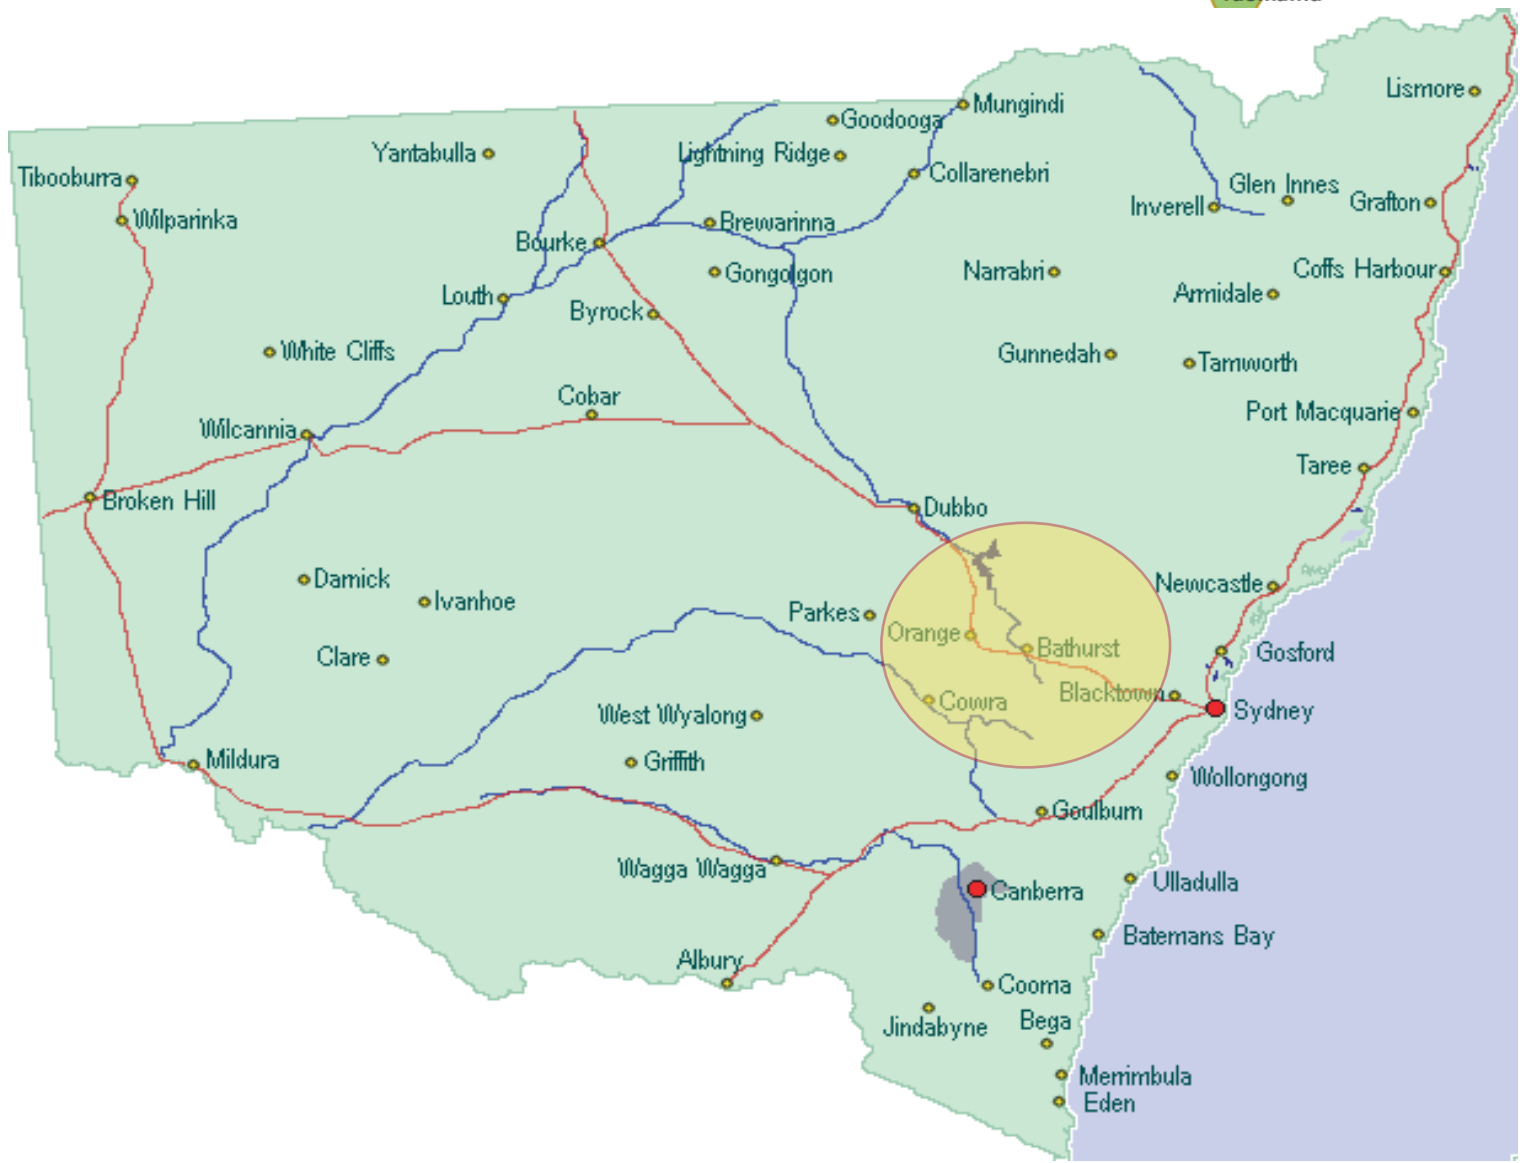 Lismore
Mungindi
Goodooga
Yantabulla
Lightning Ridge
Collarenebri
Tibooburra
Glen Innes
Inverell
Grafton
Wilparinka
Brewarinna
Bourke
Gongolgon
Narrabri
Coffs Harbour
Louth
Armidale
Byrock
White Cliffs
Gunnedah
Tamworth
Cobar
Port Macquarie
Wilcannia
Taree
Broken Hill
Dubbo
Darnick
Newcastle
Ivanhoe
Parkes
Orange
Bathurst
Gosford
Clare
Blacktown
Cowra
Sydney
West Wyalong
Mildura
Griffith
Wollongong
Goulburn
Wagga Wagga
Ulladulla
Canberra
Batemans Bay
Albury
Cooma
Jindabyne
Bega
Merrimbula
Eden